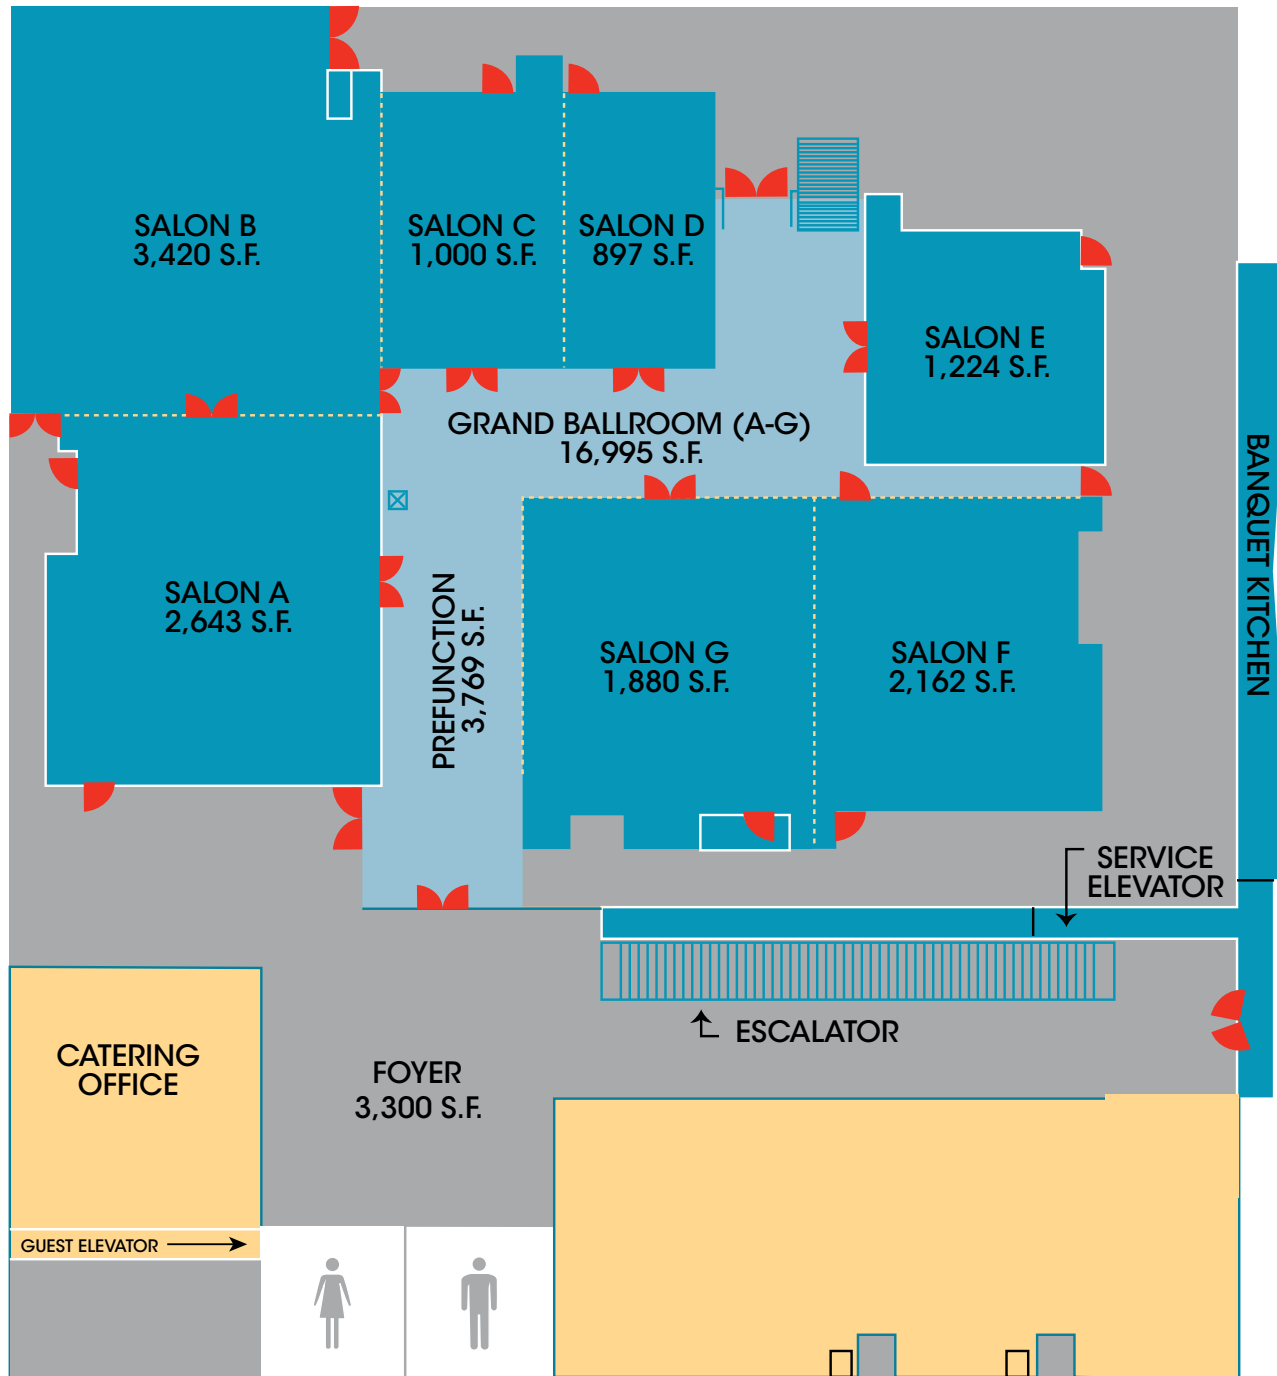 SALON B
3,420 S.F.
SALON C
1,000 S.F.
SALON D
897 S.F.
SALON E
1,224 S.F.
GRAND BALLROOM (A-G)
16,995 S.F.
BANQUET KITCHEN
SALON A
2,643 S.F.
PREFUNCTION
3,769 S.F.
SALON G
1,880 S.F.
SALON F
2,162 S.F.
SERVICE
ELEVATOR
ESCALATOR
CATERING
OFFICE
FOYER
3,300 S.F.
GUEST ELEVATOR